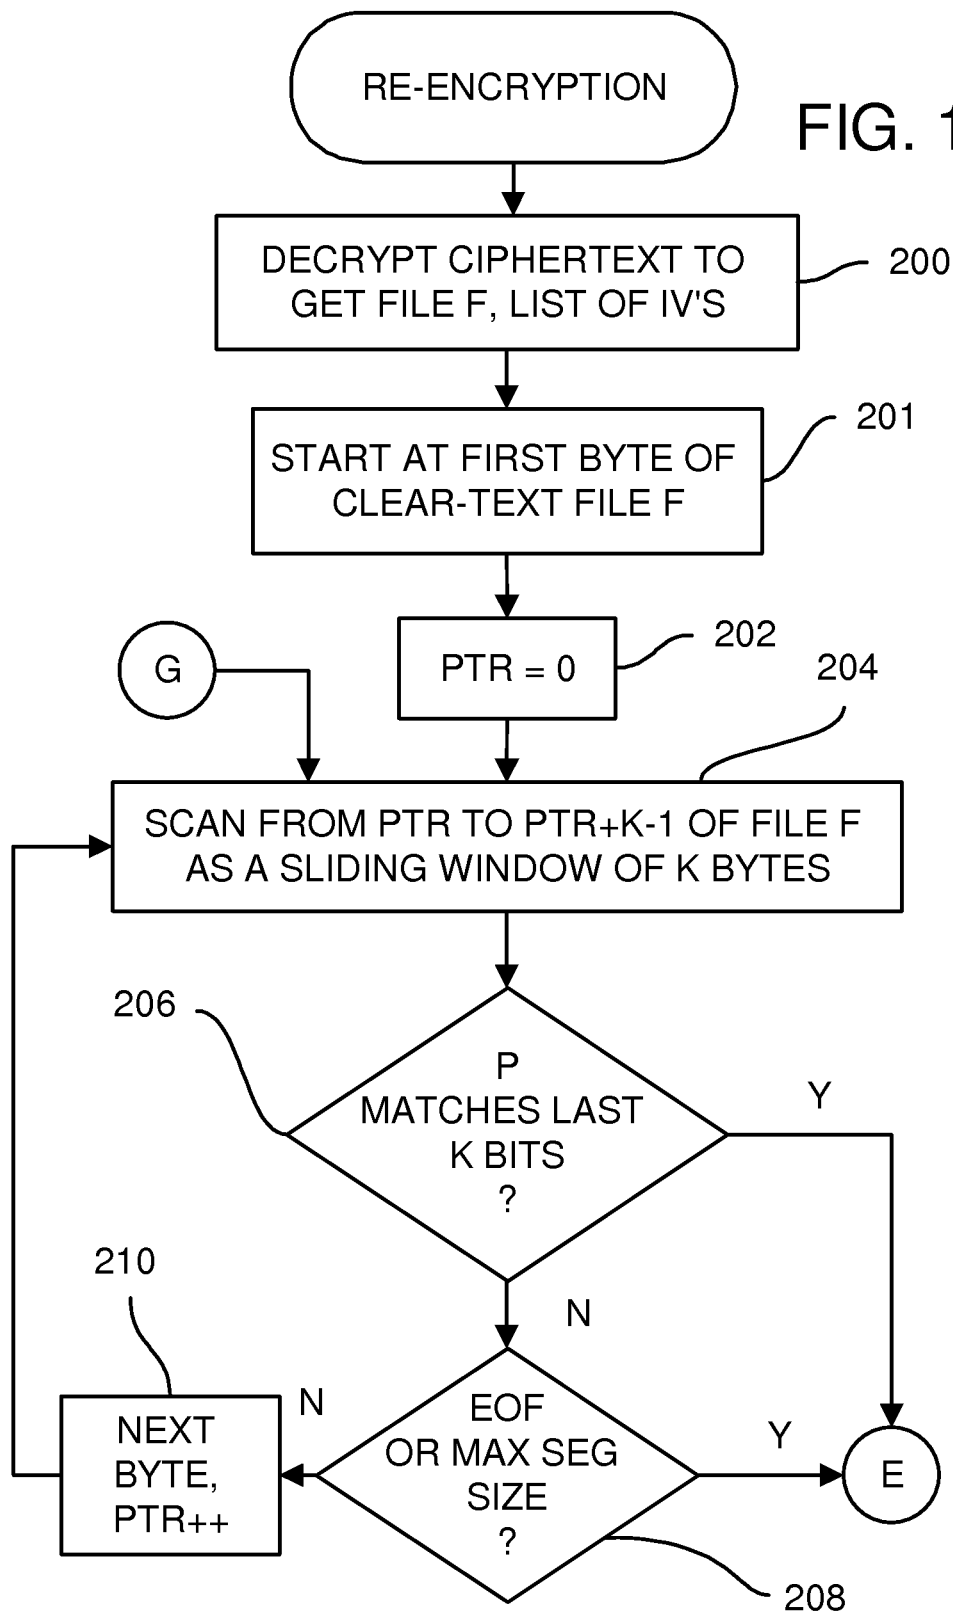 RE-ENCRYPTION
FIG. 1
DECRYPT CIPHERTEXT TO
GET FILE F, LIST OF IV'S
200
201
START AT FIRST BYTE OF
CLEAR-TEXT FILE F
202
PTR = 0
G
204
SCAN FROM PTR TO PTR+K-1 OF FILE F
AS A SLIDING WINDOW OF K BYTES
206
P
MATCHES LAST
K BITS
?
Y
N
210
NEXT
BYTE,
PTR++
N
EOF
OR MAX SEG
SIZE
?
Y
E
208